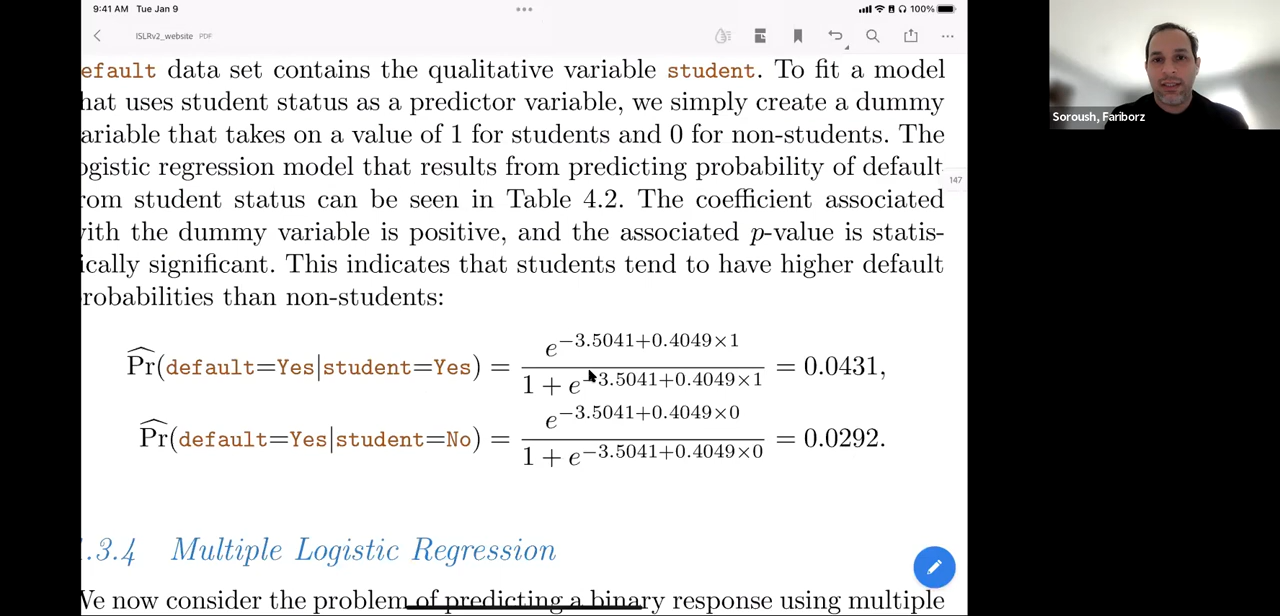 9:41 AM Tue Jan 9
100%
ISLRv2_website PDF
efault data set contains the qualitative variable student. To fit a model
hat uses student status as a predictor variable, we simply create a dummy
ariable that takes on a value of 1 for students and 0 for non-students. The
ogistic regression model that results from predicting probability of default
147
rom student status can be seen in Table 4.2. The coefficient associated
with the dummy variable is positive, and the associated p-value is statis-
ically significant. This indicates that students tend to have higher default
robabilities than non-students:
P̂r(default=Yes|student=Yes) = e^{−3.5041+0.4049×1} / (1 + e^{−3.5041+0.4049×1}) = 0.0431,
P̂r(default=Yes|student=No) = e^{−3.5041+0.4049×0} / (1 + e^{−3.5041+0.4049×0}) = 0.0292.
.3.4 Multiple Logistic Regression
We now consider the problem of predicting a binary response using multiple
Soroush, Fariborz